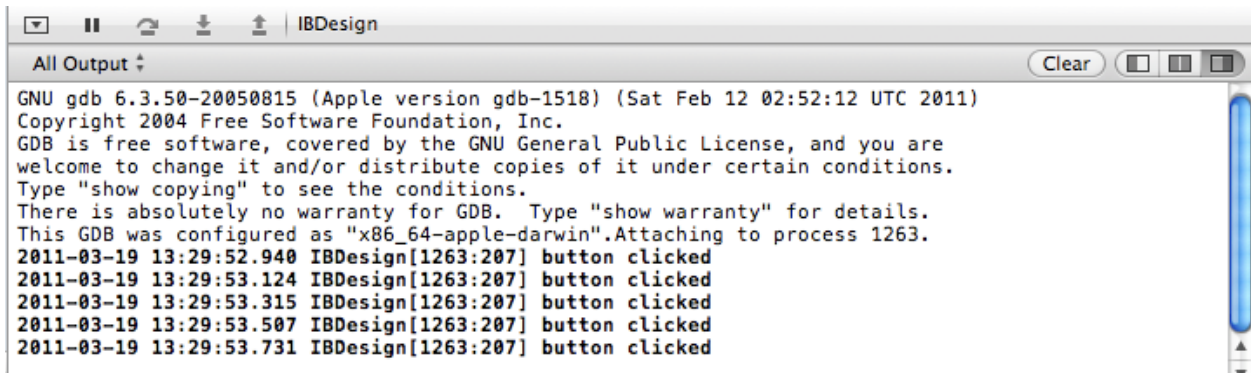 IBDesign
All Output
Clear
GNU gdb 6.3.50-20050815 (Apple version gdb-1518) (Sat Feb 12 02:52:12 UTC 2011)
Copyright 2004 Free Software Foundation, Inc.
GDB is free software, covered by the GNU General Public License, and you are
welcome to change it and/or distribute copies of it under certain conditions.
Type "show copying" to see the conditions.
There is absolutely no warranty for GDB.  Type "show warranty" for details.
This GDB was configured as "x86_64-apple-darwin".Attaching to process 1263.
2011-03-19 13:29:52.940 IBDesign[1263:207] button clicked
2011-03-19 13:29:53.124 IBDesign[1263:207] button clicked
2011-03-19 13:29:53.315 IBDesign[1263:207] button clicked
2011-03-19 13:29:53.507 IBDesign[1263:207] button clicked
2011-03-19 13:29:53.731 IBDesign[1263:207] button clicked